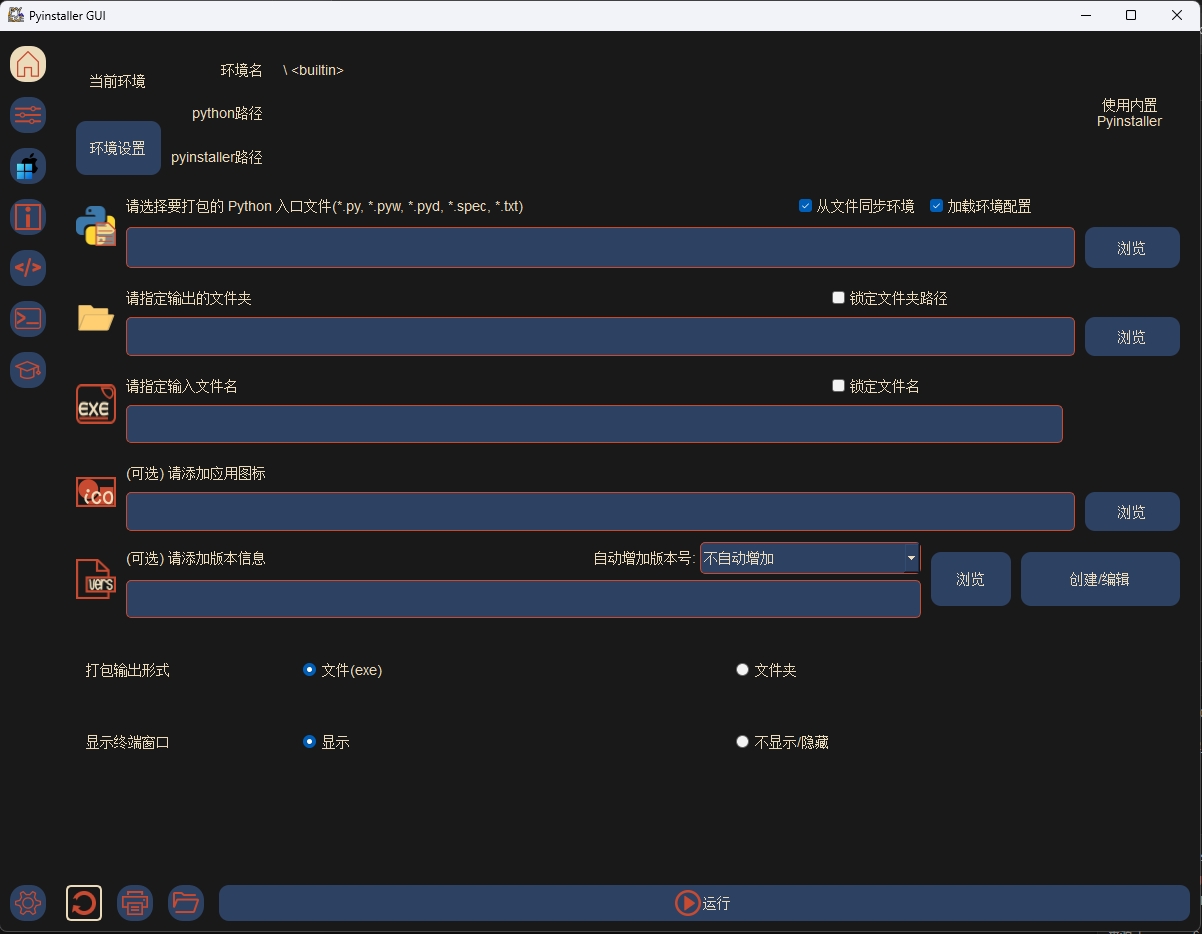 Pyinstaller GUI
当前环境
环境名
\ <builtin>
python路径
使用内置
Pyinstaller
环境设置
pyinstaller路径
请选择要打包的 Python 入口文件(*.py, *.pyw, *.pyd, *.spec, *.txt)
从文件同步环境
加载环境配置
浏览
请指定输出的文件夹
锁定文件夹路径
浏览
请指定输入文件名
锁定文件名
EXE
(可选) 请添加应用图标
ico
浏览
(可选) 请添加版本信息
自动增加版本号:
不自动增加
vers
浏览
创建/编辑
打包输出形式
文件(exe)
文件夹
显示终端窗口
显示
不显示/隐藏
运行